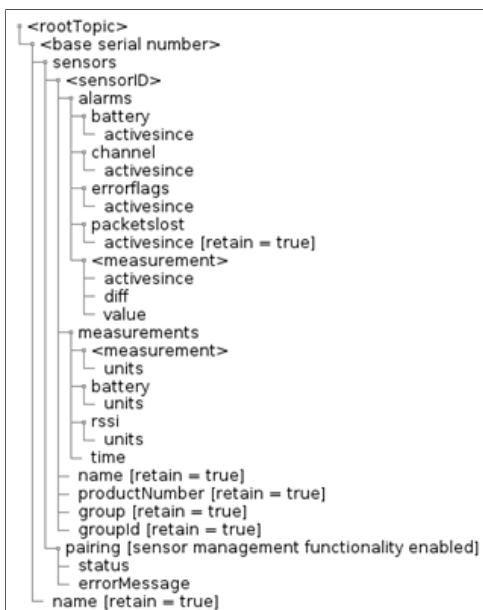 <rootTopic>
<base serial number>
sensors
<sensorID>
alarms
battery
activesince
channel
activesince
errorflags
activesince
packetslost
activesince [retain = true]
<measurement>
activesince
diff
value
measurements
<measurement>
units
battery
units
rssi
units
time
name [retain = true]
productNumber [retain = true]
group [retain = true]
groupId [retain = true]
pairing [sensor management functionality enabled]
status
errorMessage
name [retain = true]